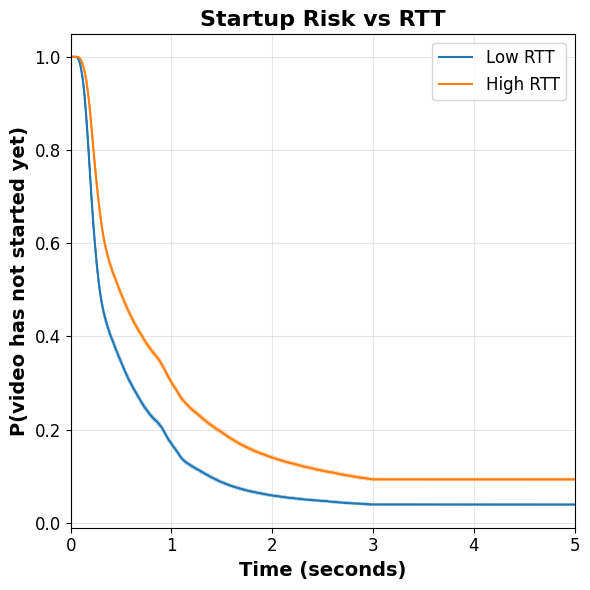 Startup Risk vs RTT
Low RTT
High RTT
P(video has not started yet)
1.0
0.8
0.6
0.4
0.2
0.0
0 1 2 3 4 5
Time (seconds)